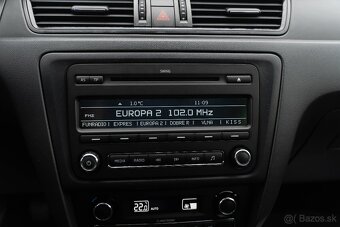 SWING
▲ 1.0°C 11:09
EUROPA 2 102.0 MHz
FUNRADIO | EXPRES | EUROPA 2 | DOBRE R | VLNA | KISS
MEDIA RADIO
22.0 AUTO
© bazos.sk